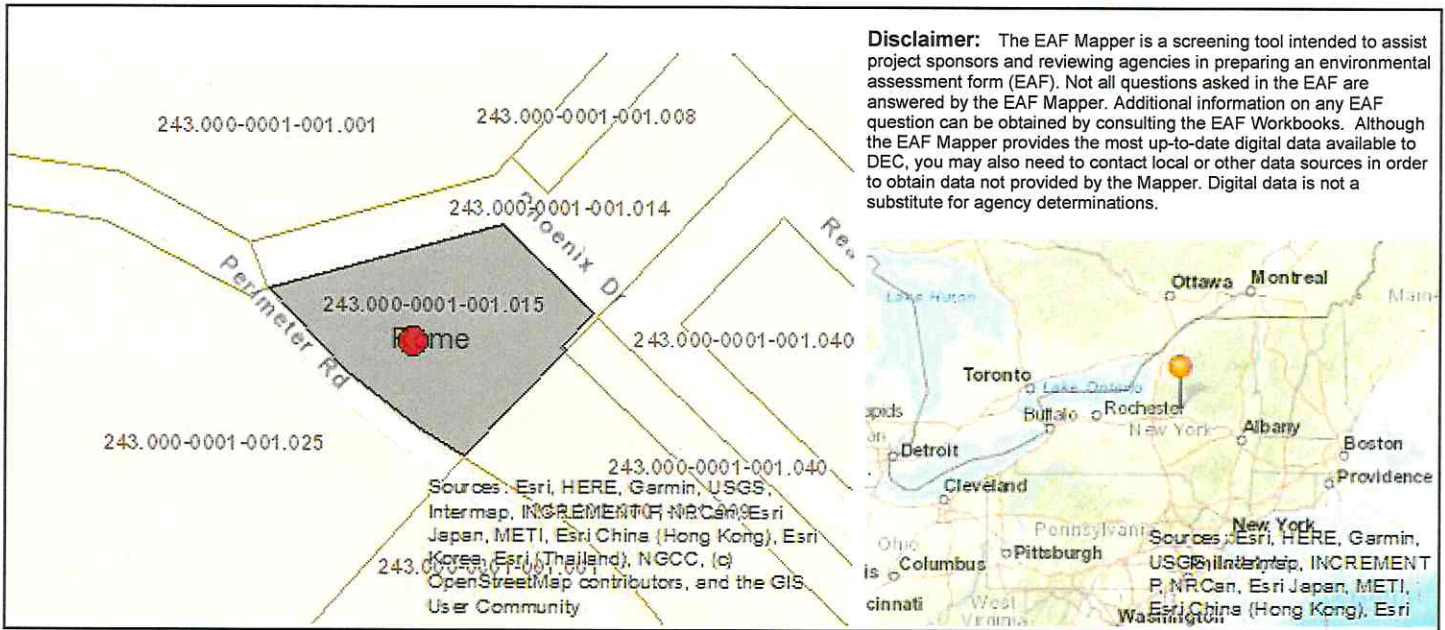 243.000-0001-001.001
243.000-0001-001.008
243.000-0001-001.014
Phoenix Dr
Perimeter Rd
243.000-0001-001.015
Rome
243.000-0001-001.040
243.000-0001-001.025
243.000-0001-001.040
Sources: Esri, HERE, Garmin, USGS,
Intermap, INCREMENT P, NRCan, Esri
Japan, METI, Esri China (Hong Kong), Esri
Korea, Esri (Thailand), NGCC, (c)
OpenStreetMap contributors, and the GIS
User Community
Disclaimer: The EAF Mapper is a screening tool intended to assist
project sponsors and reviewing agencies in preparing an environmental
assessment form (EAF). Not all questions asked in the EAF are
answered by the EAF Mapper. Additional information on any EAF
question can be obtained by consulting the EAF Workbooks. Although
the EAF Mapper provides the most up-to-date digital data available to
DEC, you may also need to contact local or other data sources in order
to obtain data not provided by the Mapper. Digital data is not a
substitute for agency determinations.
Ottawa
Montreal
Lake Huron
Toronto
Lake Ontario
Rochester
Buffalo
New York
Albany
Boston
Detroit
Providence
Cleveland
Pennsylvania
New York
Ohio
Pittsburgh
Columbus
cinnati
West
Virginia
Washington
Sources: Esri, HERE, Garmin,
USGS, Intermap, INCREMENT
P, NRCan, Esri Japan, METI,
Esri China (Hong Kong), Esri